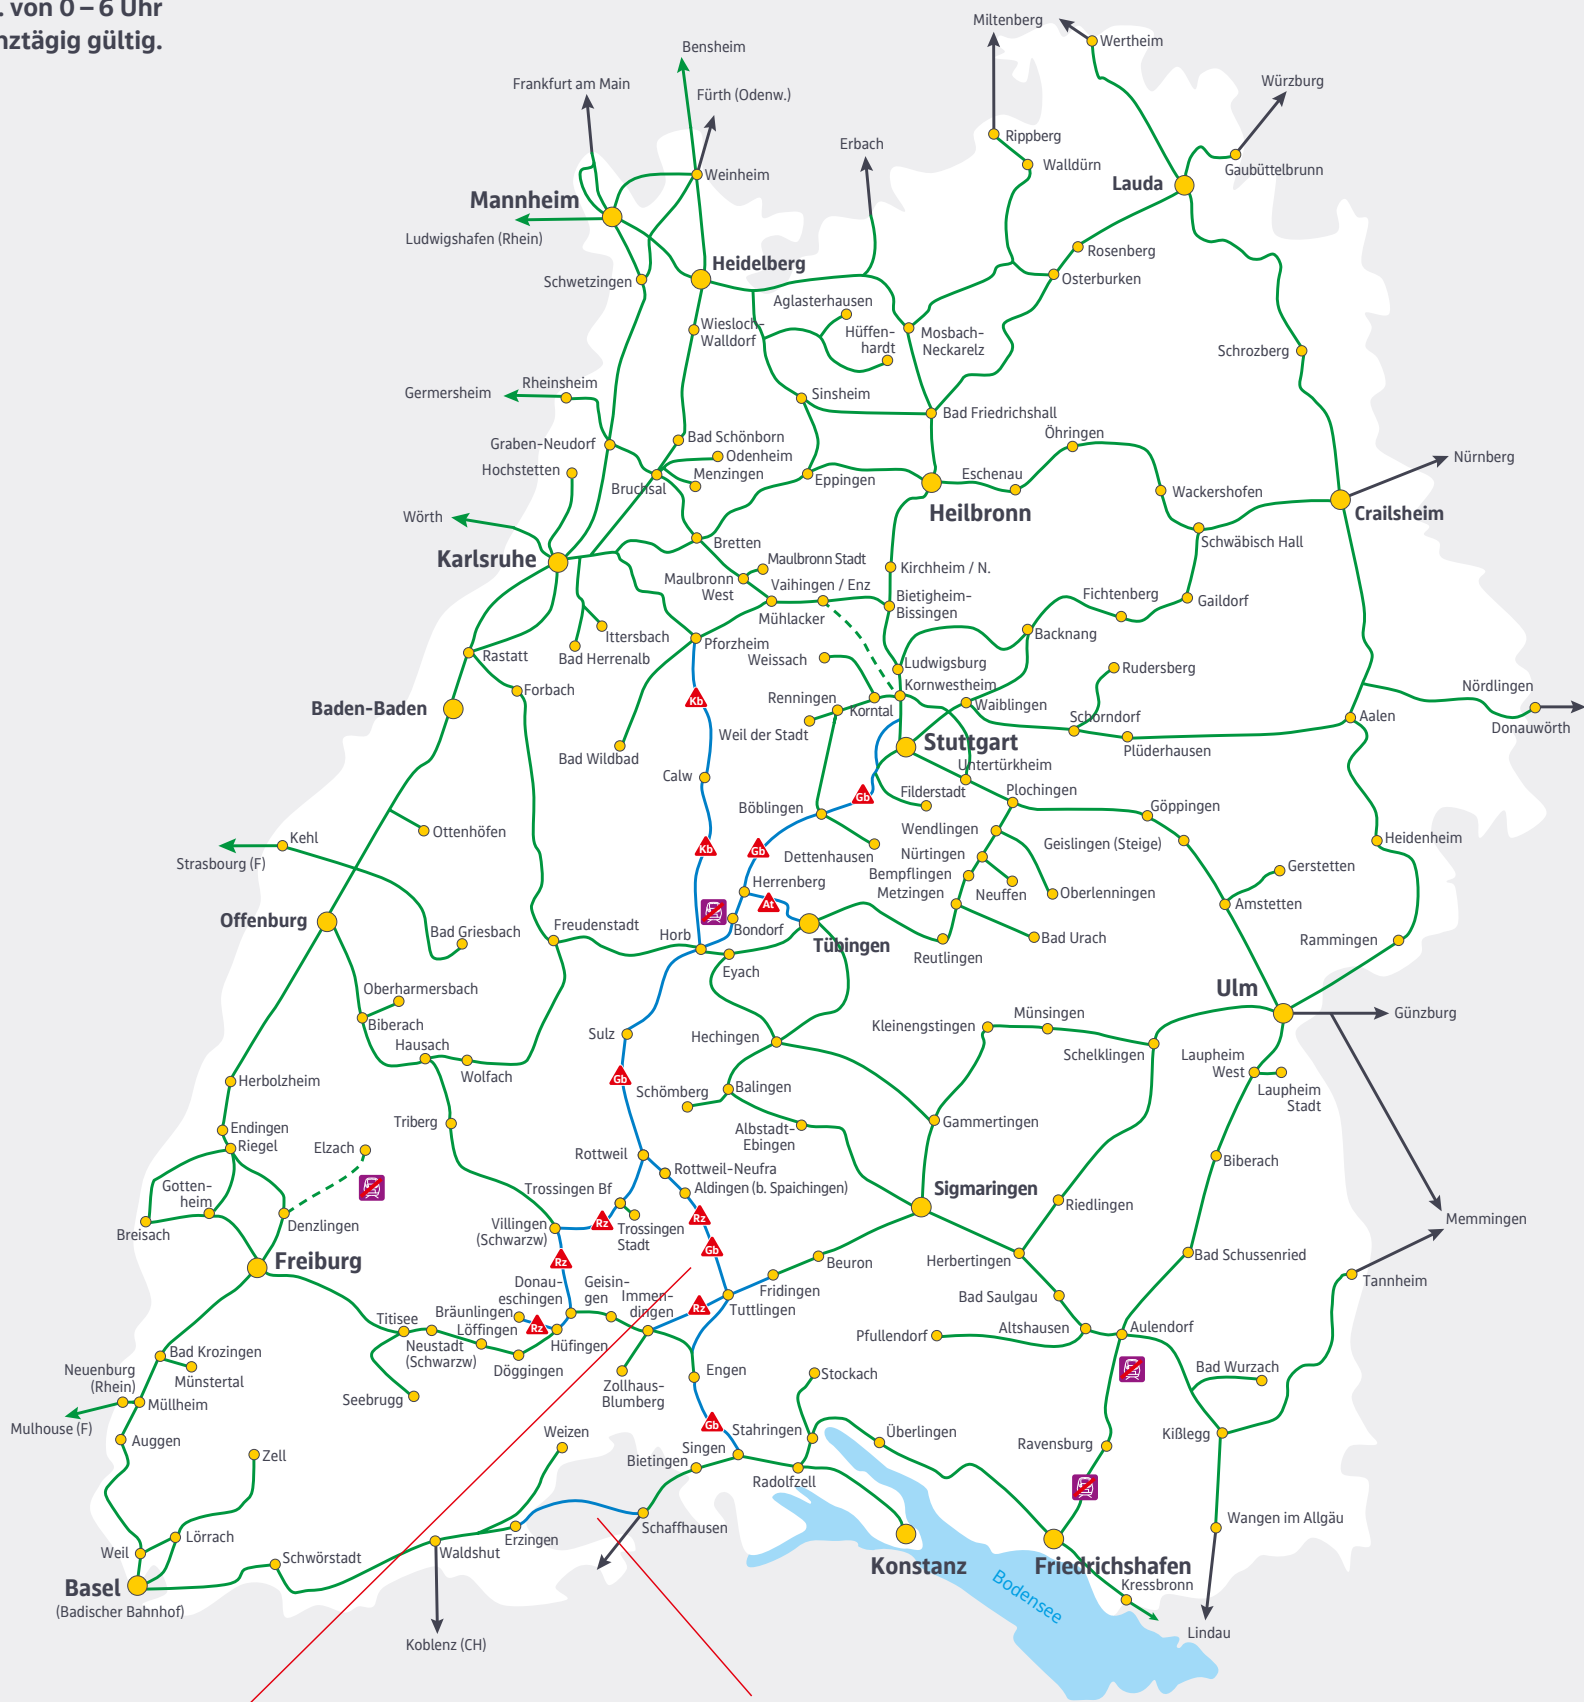 . von 0 – 6 Uhr
nztägig gültig.
Miltenberg
Wertheim
Bensheim
Frankfurt am Main
Fürth (Odenw.)
Würzburg
Rippberg
Erbach
Walldürn
Gaubüttelbrunn
Weinheim
Lauda
Mannheim
Ludwigshafen (Rhein)
Rosenberg
Heidelberg
Osterburken
Schwetzingen
Aglasterhausen
Wiesloch-
Walldorf
Hüffen-
hardt
Mosbach-
Neckarelz
Schrozberg
Rheinsheim
Germersheim
Sinsheim
Bad Friedrichshall
Öhringen
Graben-Neudorf
Bad Schönborn
Odenheim
Hochstetten
Menzingen
Bruchsal
Eppingen
Eschenau
Nürnberg
Wackershofen
Heilbronn
Crailsheim
Wörth
Karlsruhe
Bretten
Schwäbisch Hall
Maulbronn Stadt
Maulbronn
West
Vaihingen / Enz
Kirchheim / N.
Bietigheim-
Bissingen
Mühlacker
Fichtenberg
Gaildorf
Ittersbach
Bad Herrenalb
Pforzheim
Backnang
Rastatt
Weissach
Ludwigsburg
Rudersberg
Kornwestheim
Forbach
Kb
Renningen
Korntal
Waiblingen
Nördlingen
Baden-Baden
Weil der Stadt
Schorndorf
Aalen
Donauwörth
Stuttgart
Plüderhausen
Bad Wildbad
Calw
Untertürkheim
Gb
Filderstadt
Plochingen
Böblingen
Göppingen
Ottenhöfen
Wendlingen
Geislingen (Steige)
Heidenheim
Kehl
Strasbourg (F)
Kb
Gb
Dettenhausen
Nürtingen
Bempflingen
Gerstetten
Herrenberg
Metzingen
Neuffen
Oberlenningen
At
Amstetten
Offenburg
Freudenstadt
Bad Griesbach
Horb
Bondorf
Tübingen
Bad Urach
Rammingen
Reutlingen
Eyach
Oberharmersbach
Ulm
Biberach
Günzburg
Sulz
Hechingen
Kleinengstingen
Münsingen
Hausach
Wolfach
Schelklingen
Laupheim
West
Laupheim
Stadt
Herbolzheim
Gb
Schömberg
Balingen
Triberg
Albstadt-
Ebingen
Gammertingen
Endingen
Riegel
Elzach
Rottweil
Rottweil-Neufra
Biberach
Gotten-
heim
Trossingen Bf
Aldingen (b. Spaichingen)
Sigmaringen
Riedlingen
Breisach
Denzlingen
Villingen
(Schwarzw)
Rz
Trossingen
Stadt
Rz
Memmingen
Freiburg
Rz
Gb
Beuron
Herbertingen
Bad Schussenried
Tannheim
Donau-
eschingen
Geisin-
gen
Immen-
dingen
Fridingen
Rz
Tuttlingen
Bad Saulgau
Bräunlingen
Titisee
Rz
Löffingen
Neustadt
(Schwarzw)
Hüfingen
Döggingen
Pfullendorf
Altshausen
Aulendorf
Bad Krozingen
Münstertal
Neuenburg
(Rhein)
Müllheim
Mulhouse (F)
Engen
Stockach
Bad Wurzach
Seebrugg
Zollhaus-
Blumberg
Gb
Auggen
Zell
Weizen
Stahringen
Überlingen
Ravensburg
Kißlegg
Singen
Bietingen
Radolfzell
Lörrach
Weil
Erzingen
Schaffhausen
Wangen im Allgäu
Waldshut
Schwörstadt
Konstanz
Friedrichshafen
Basel
(Badischer Bahnhof)
Kressbronn
Bodensee
Koblenz (CH)
Lindau